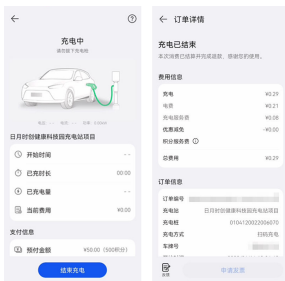 充电中
请勿拔下充电枪
日月时创健康科技园充电站项目
开始时间 --
已充时长 00:00
已充电量 --
当前费用 ¥0.00
支付信息
预付金额 ¥50.00 (500积分)
结束充电
订单详情
充电已结束
本次消费已结算并完成退款，感谢您的使用。
费用信息
充电 ¥0.29
电费 ¥0.21
充电服务费 ¥0.08
优惠减免 -¥0.00
积分服务费
总费用 ¥0.29
订单信息
订单编号
充电站 日月时创健康科技园充电站项目
充电桩 0104120022006070
充电方式 扫码充电
车牌号
申请发票